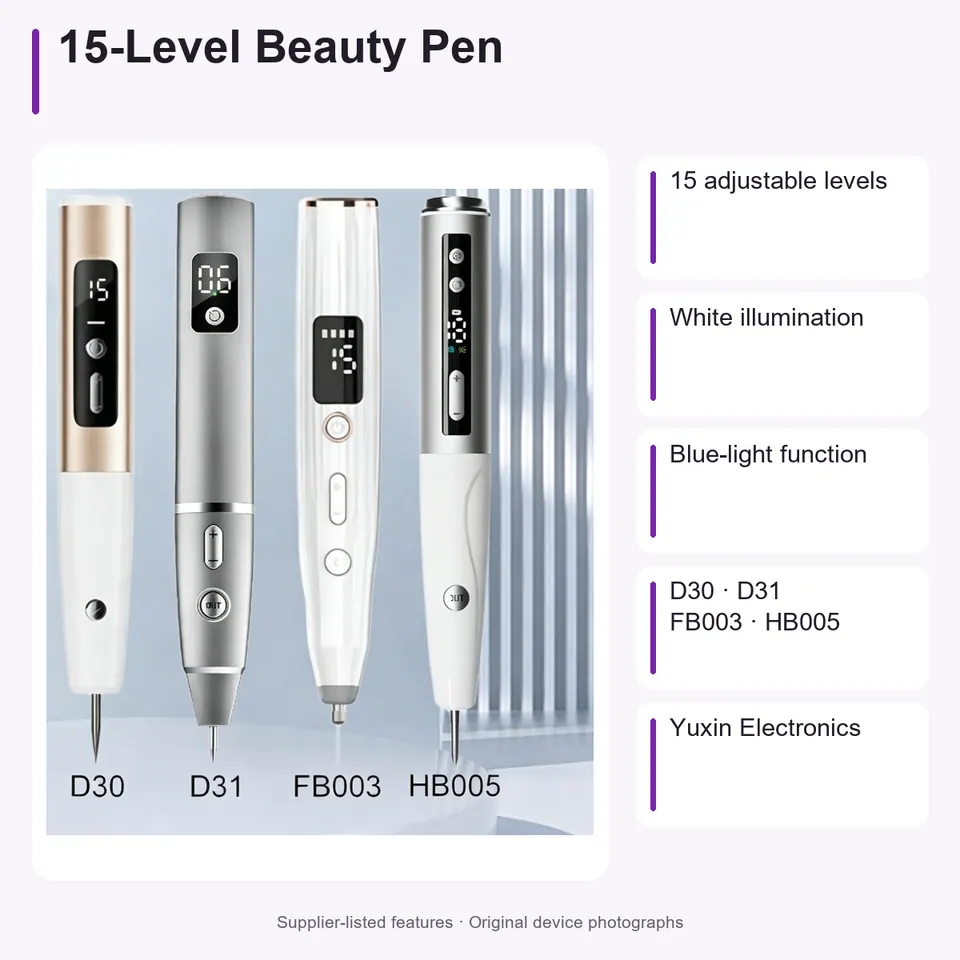 15-Level Beauty Pen
15
06
15
OUT
OUT
D30
D31
FB003
HB005
15 adjustable levels
White illumination
Blue-light function
D30 · D31
FB003 · HB005
Yuxin Electronics
Supplier-listed features · Original device photographs